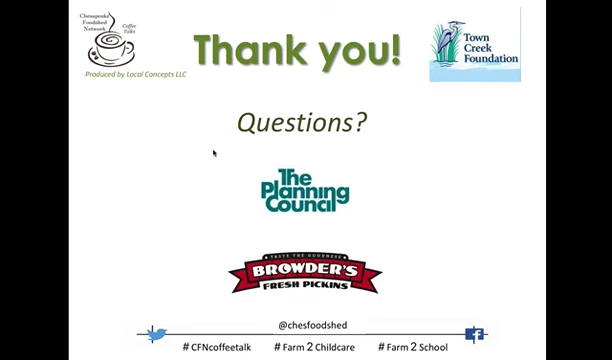 Chesapeake
Foodshed
Network
Coffee
Talks
Produced by Local Concepts LLC
Thank you!
Town
Creek
Foundation
Questions?
The
Planning
Council
TASTE THE GOODNESS
BROWDER'S
FRESH PICKINS
@chesfoodshed
# CFNcoffeetalk # Farm 2 Childcare # Farm 2 School